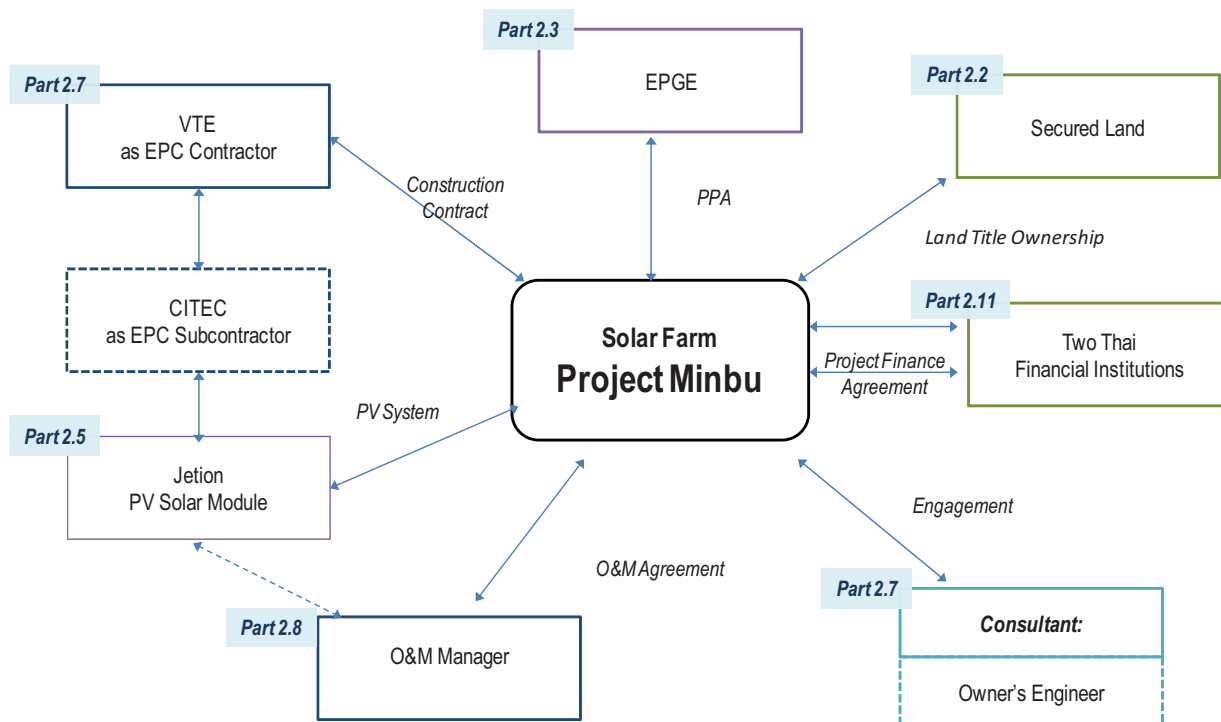 Part 2.3
EPGE
Part 2.7
VTE
as EPC Contractor
Part 2.2
Secured Land
Construction
Contract
PPA
Land Title Ownership
CITEC
as EPC Subcontractor
Solar Farm
Project Minbu
Part 2.11
Two Thai
Financial Institutions
Project Finance
Agreement
PV System
Part 2.5
Jetion
PV Solar Module
Engagement
O&M Agreement
Part 2.8
O&M Manager
Part 2.7
Consultant:
Owner's Engineer